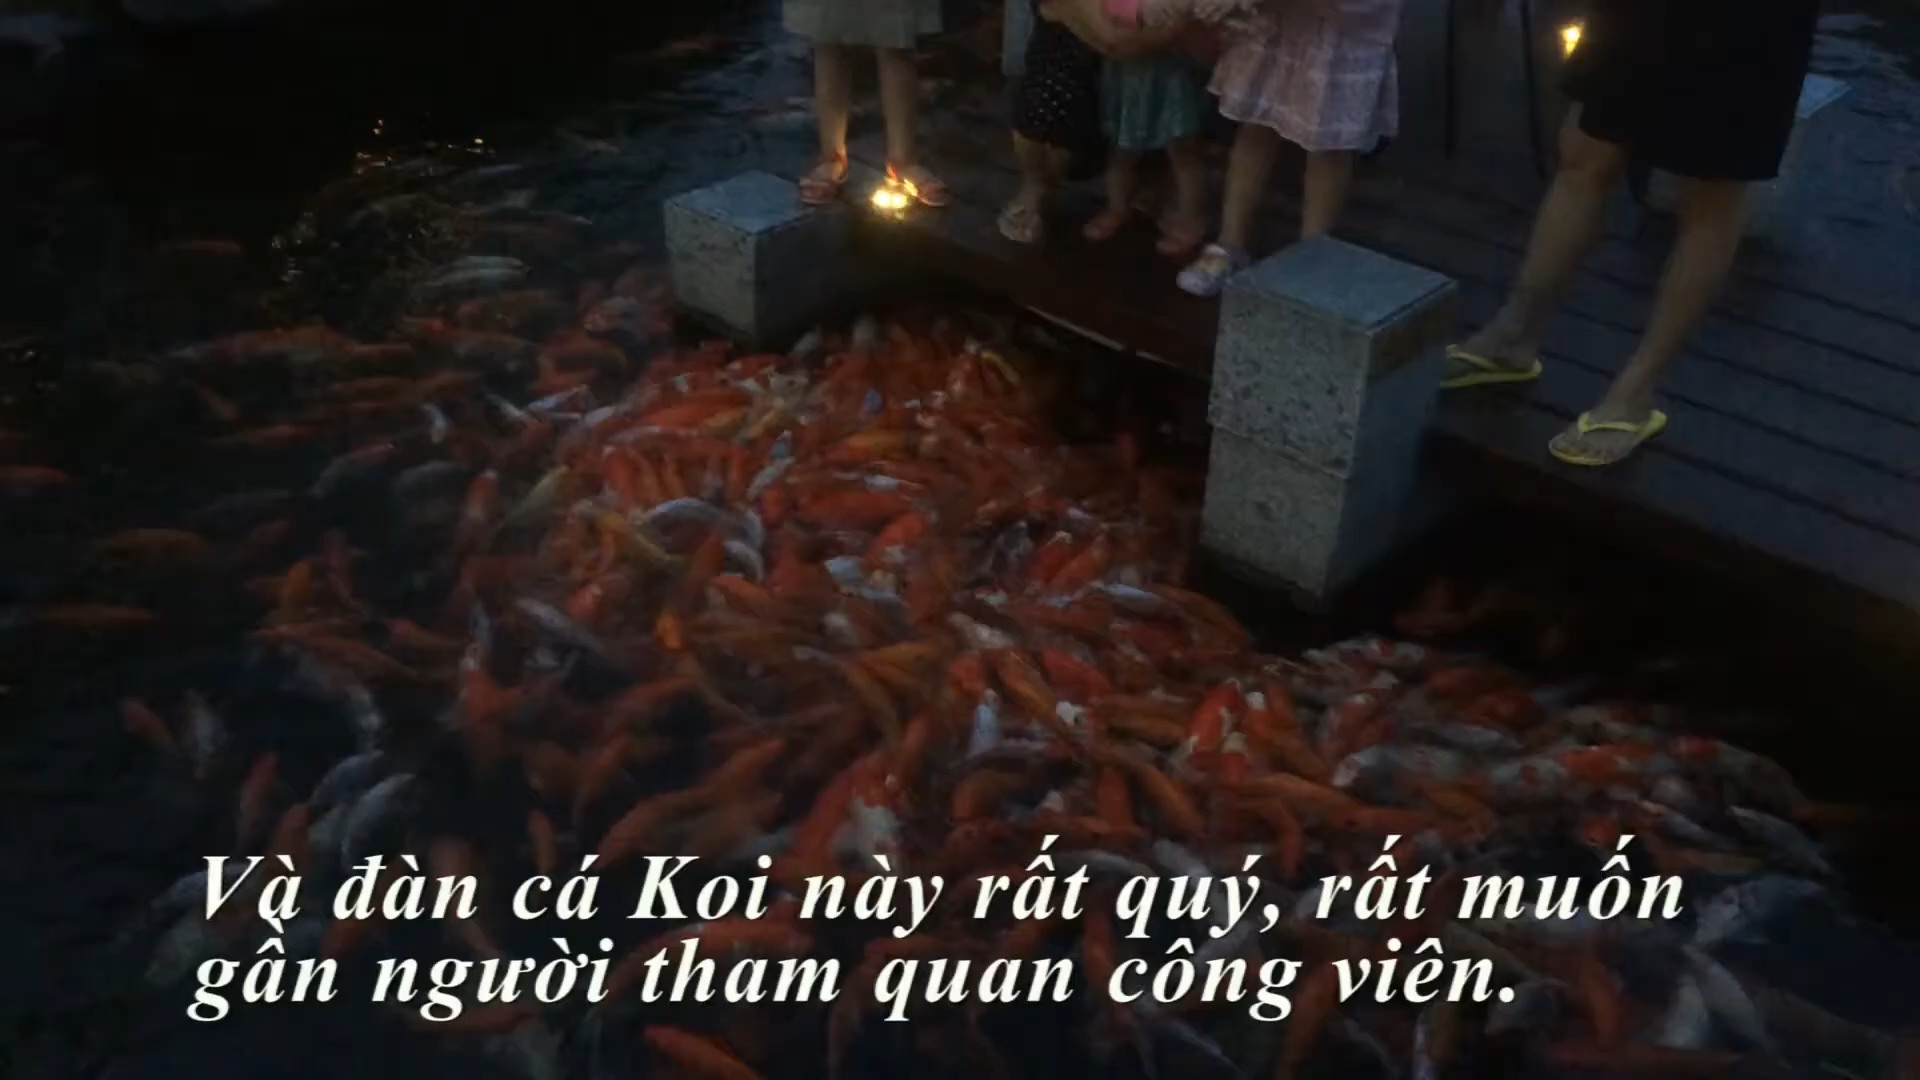 Và đàn cá Koi này rất quý, rất muốn
gần người tham quan công viên.